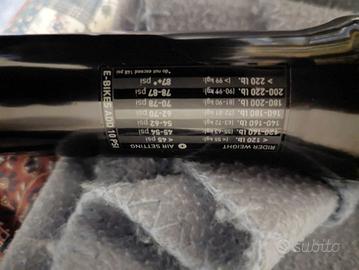 RIDER WEIGHT AIR SETTING
< 120 lb. (< 55 kg) < 45 psi
120-140 lb. (55-63 kg) 45-54 psi
140-160 lb. (63-72 kg) 54-62 psi
160-180 lb. (72-81 kg) 62-70 psi
180-200 lb. (81-90 kg) 70-78 psi
200-220 lb. (90-99 kg) 78-87 psi
> 220 lb. (> 99 kg) 87+* psi
*do not exceed 148 psi
E-BIKES ADD 10 PSI
subito